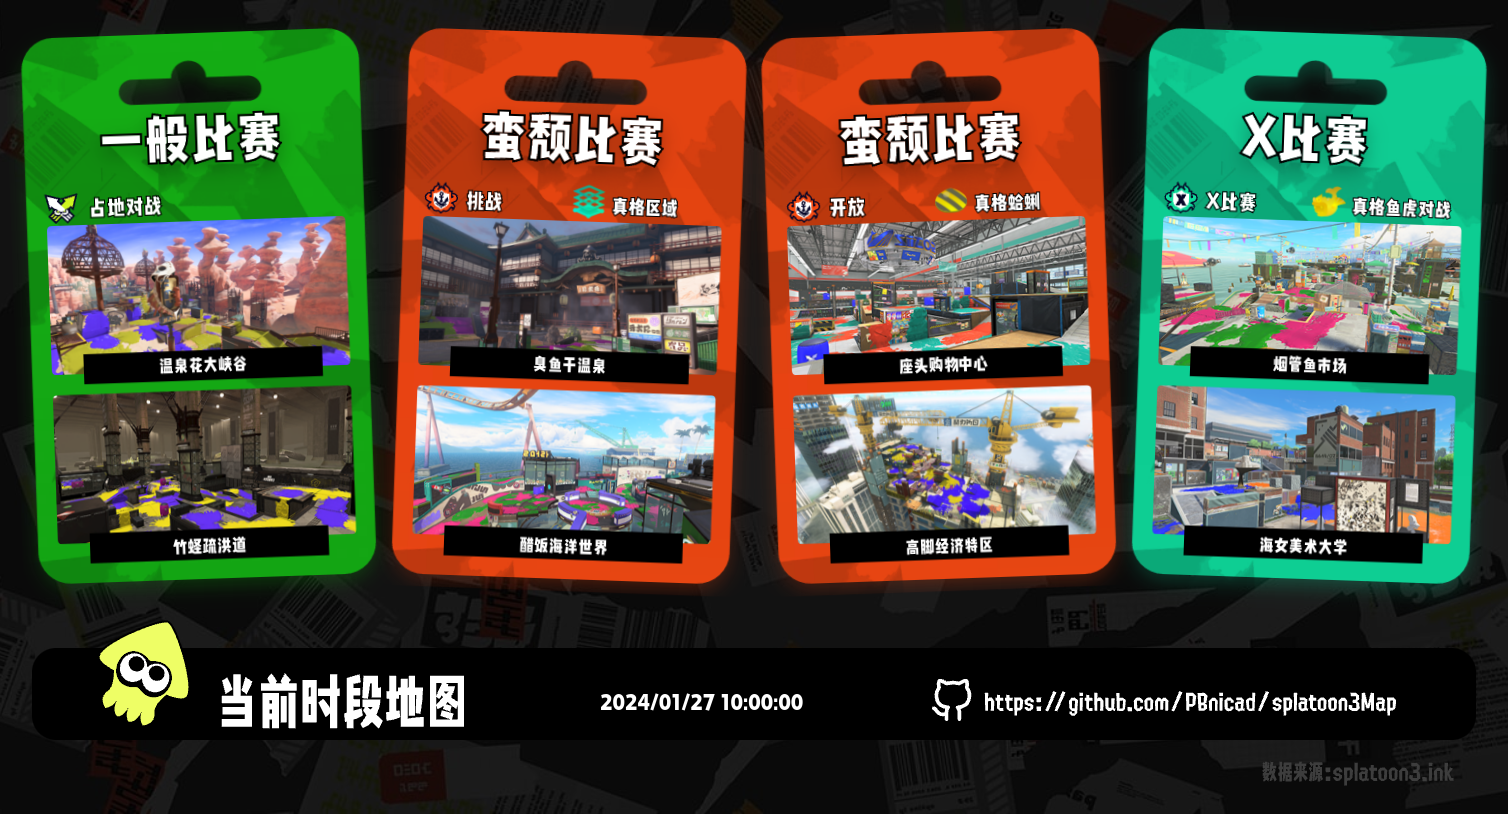 一般比赛
占地对战
温泉花大峡谷
竹蛏疏洪道
蛮颓比赛
挑战
真格区域
臭鱼干温泉
醋饭海洋世界
蛮颓比赛
开放
真格蛤蜊
座头购物中心
高脚经济特区
X比赛
X比赛
真格鱼虎对战
烟管鱼市场
海女美术大学
当前时段地图
2024/01/27 10:00:00
https://github.com/PBnicad/splatoon3Map
数据来源:splatoon3.ink